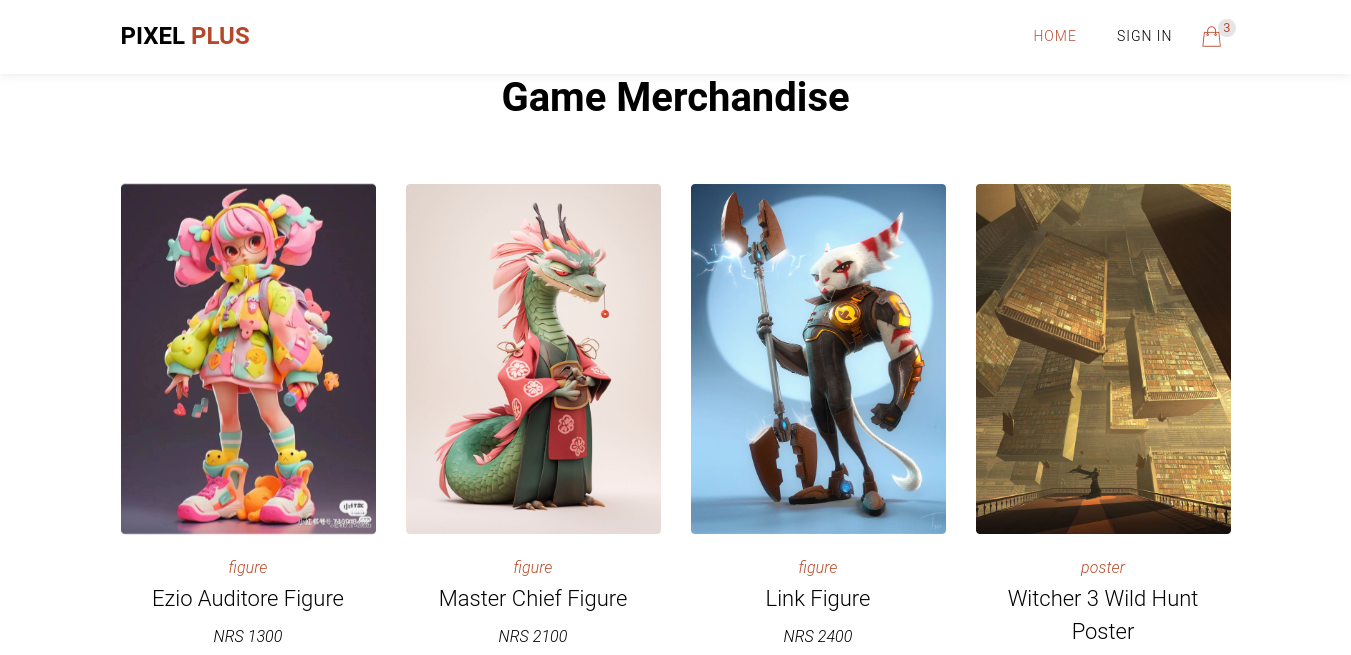 PIXEL PLUS
HOME
SIGN IN
3
Game Merchandise
figure
Ezio Auditore Figure
NRS 1300
figure
Master Chief Figure
NRS 2100
figure
Link Figure
NRS 2400
poster
Witcher 3 Wild Hunt
Poster